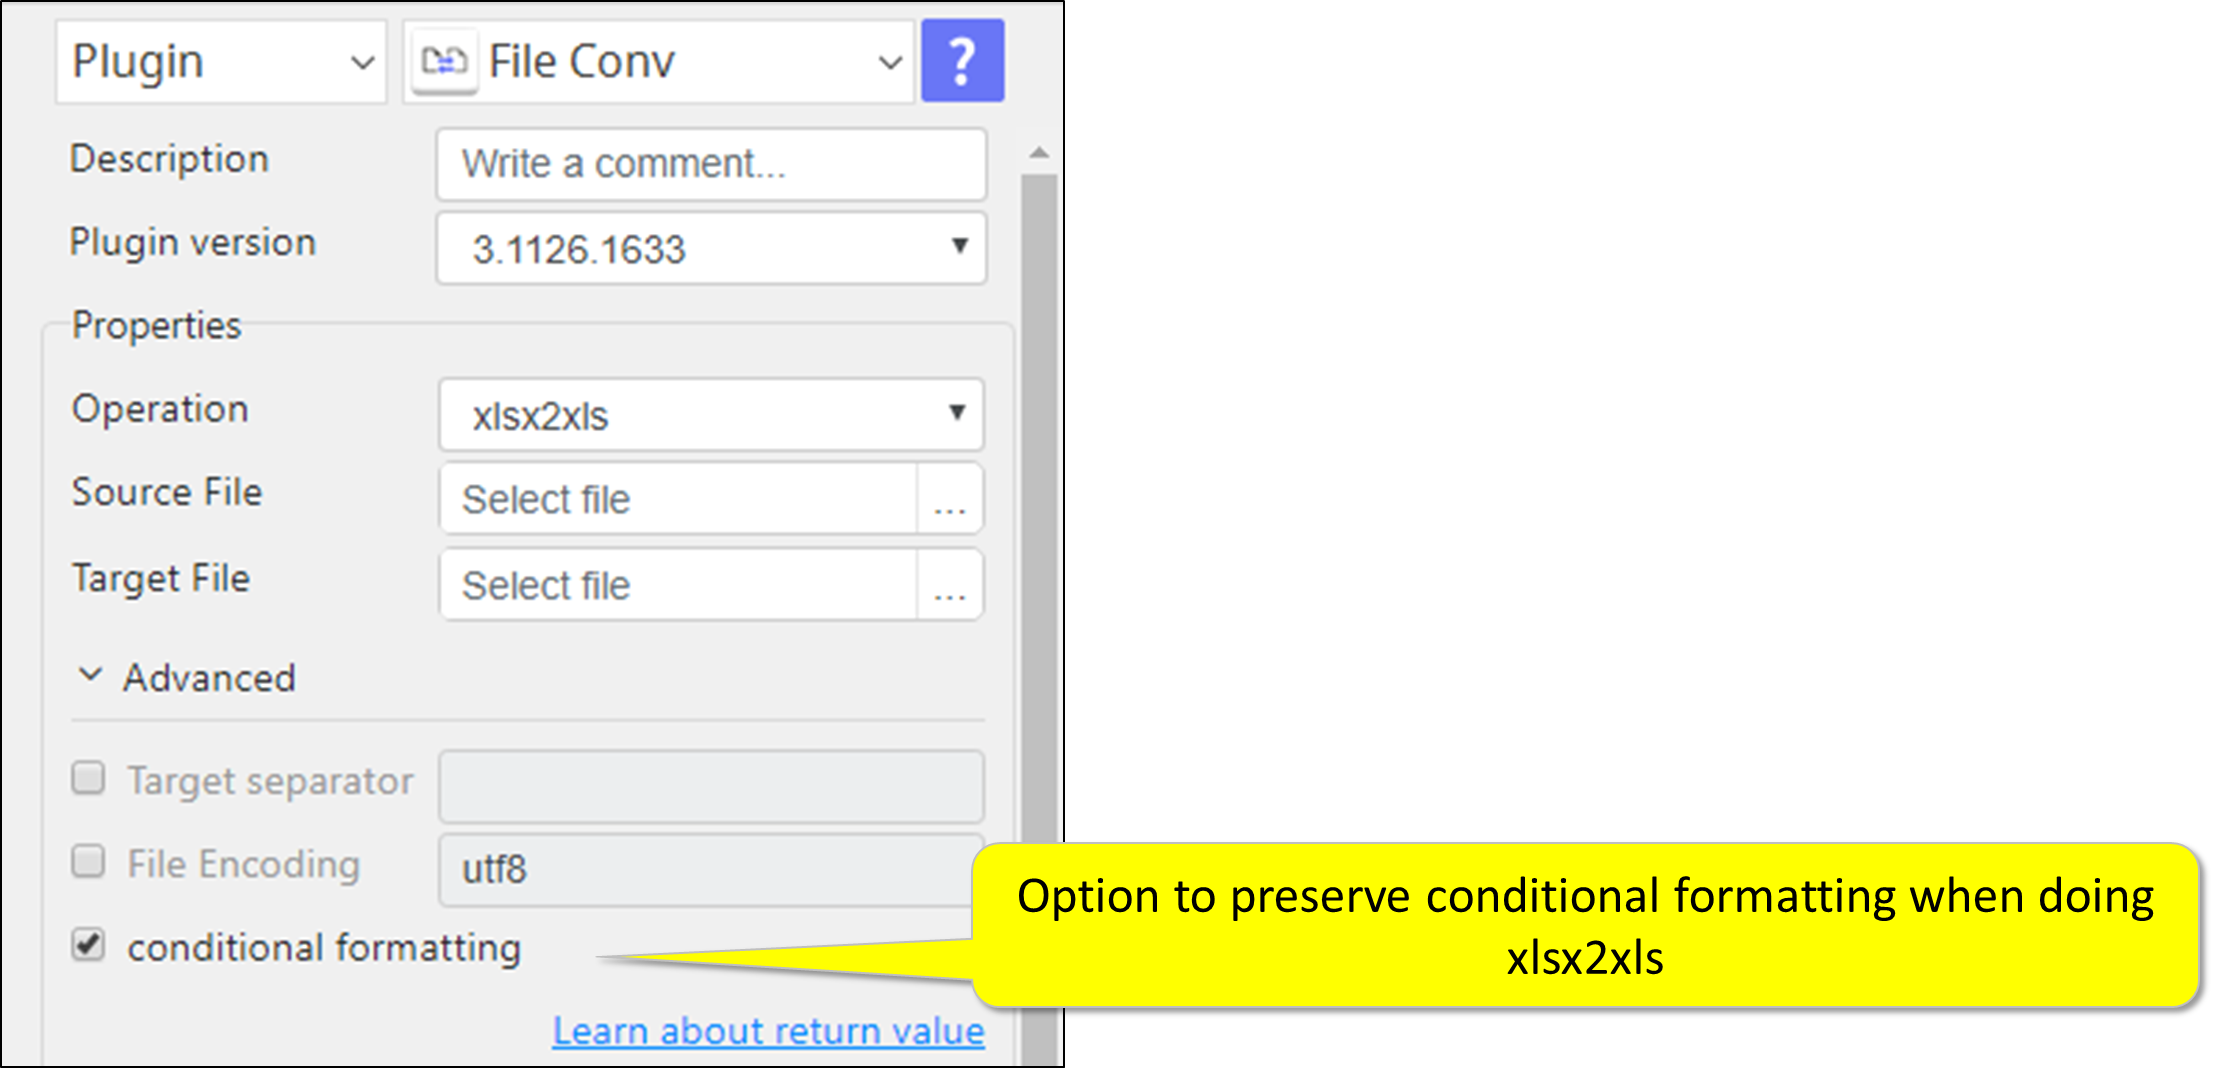 Plugin File Conv ?
Description Write a comment...
Plugin version 3.1126.1633
Properties
Operation xlsx2xls
Source File Select file ...
Target File Select file ...
Advanced
Target separator
File Encoding utf8
conditional formatting
Option to preserve conditional formatting when doing
xlsx2xls
Learn about return value